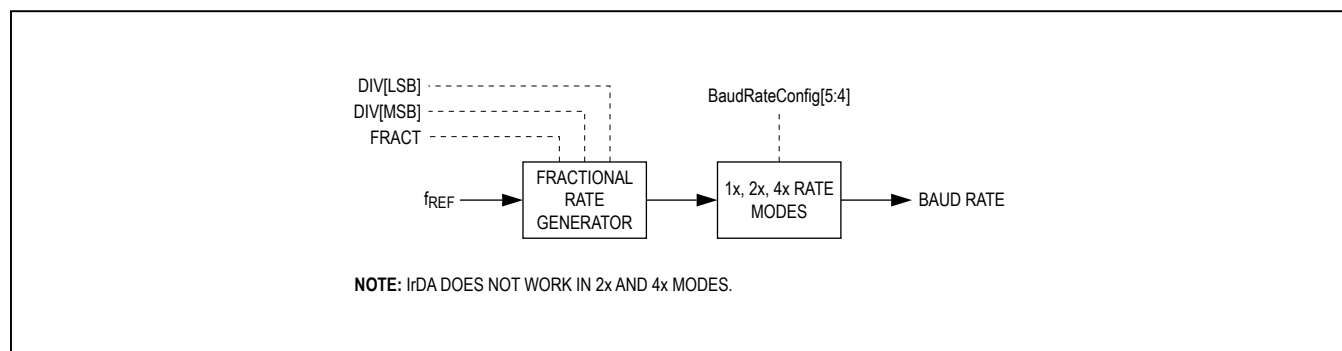 DIV[LSB]
DIV[MSB]
FRACT
BaudRateConfig[5:4]
fREF
FRACTIONAL
RATE
GENERATOR
1x, 2x, 4x RATE
MODES
BAUD RATE
NOTE: IrDA DOES NOT WORK IN 2x AND 4x MODES.